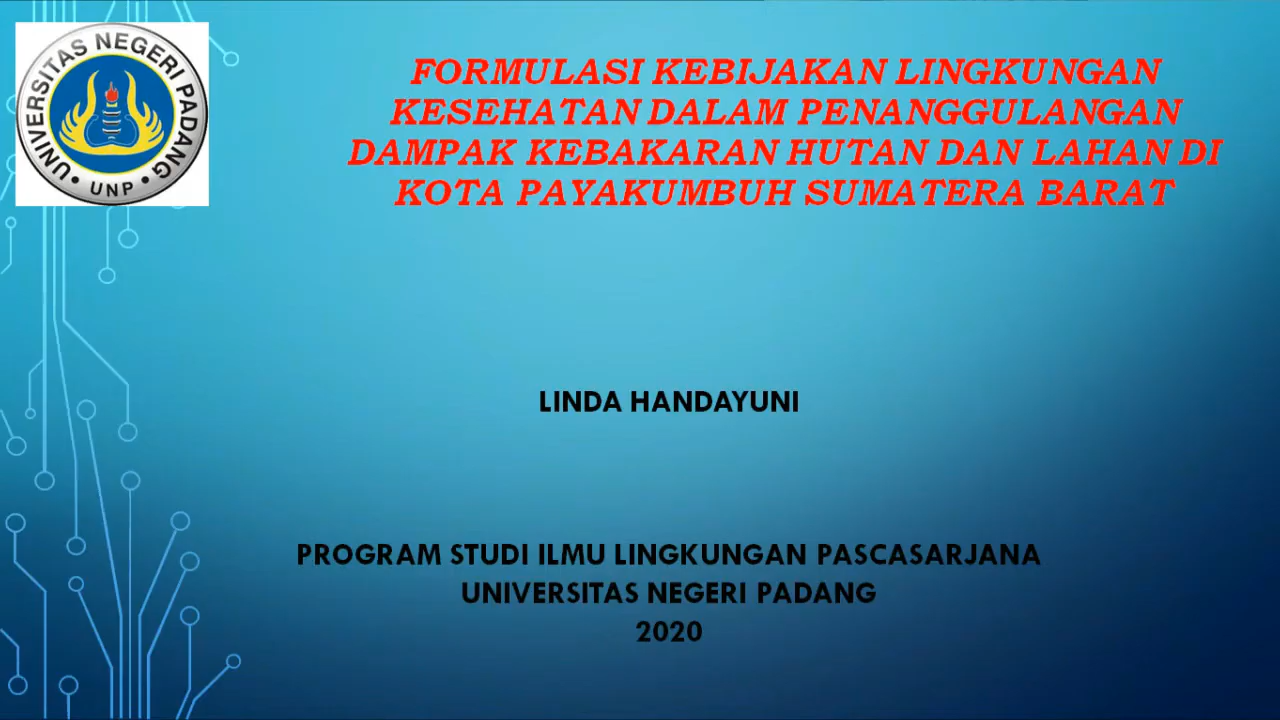 UNIVERSITAS NEGERI PADANG
• UNP •
FORMULASI KEBIJAKAN LINGKUNGAN
KESEHATAN DALAM PENANGGULANGAN
DAMPAK KEBAKARAN HUTAN DAN LAHAN DI
KOTA PAYAKUMBUH SUMATERA BARAT
LINDA HANDAYUNI
PROGRAM STUDI ILMU LINGKUNGAN PASCASARJANA
UNIVERSITAS NEGERI PADANG
2020